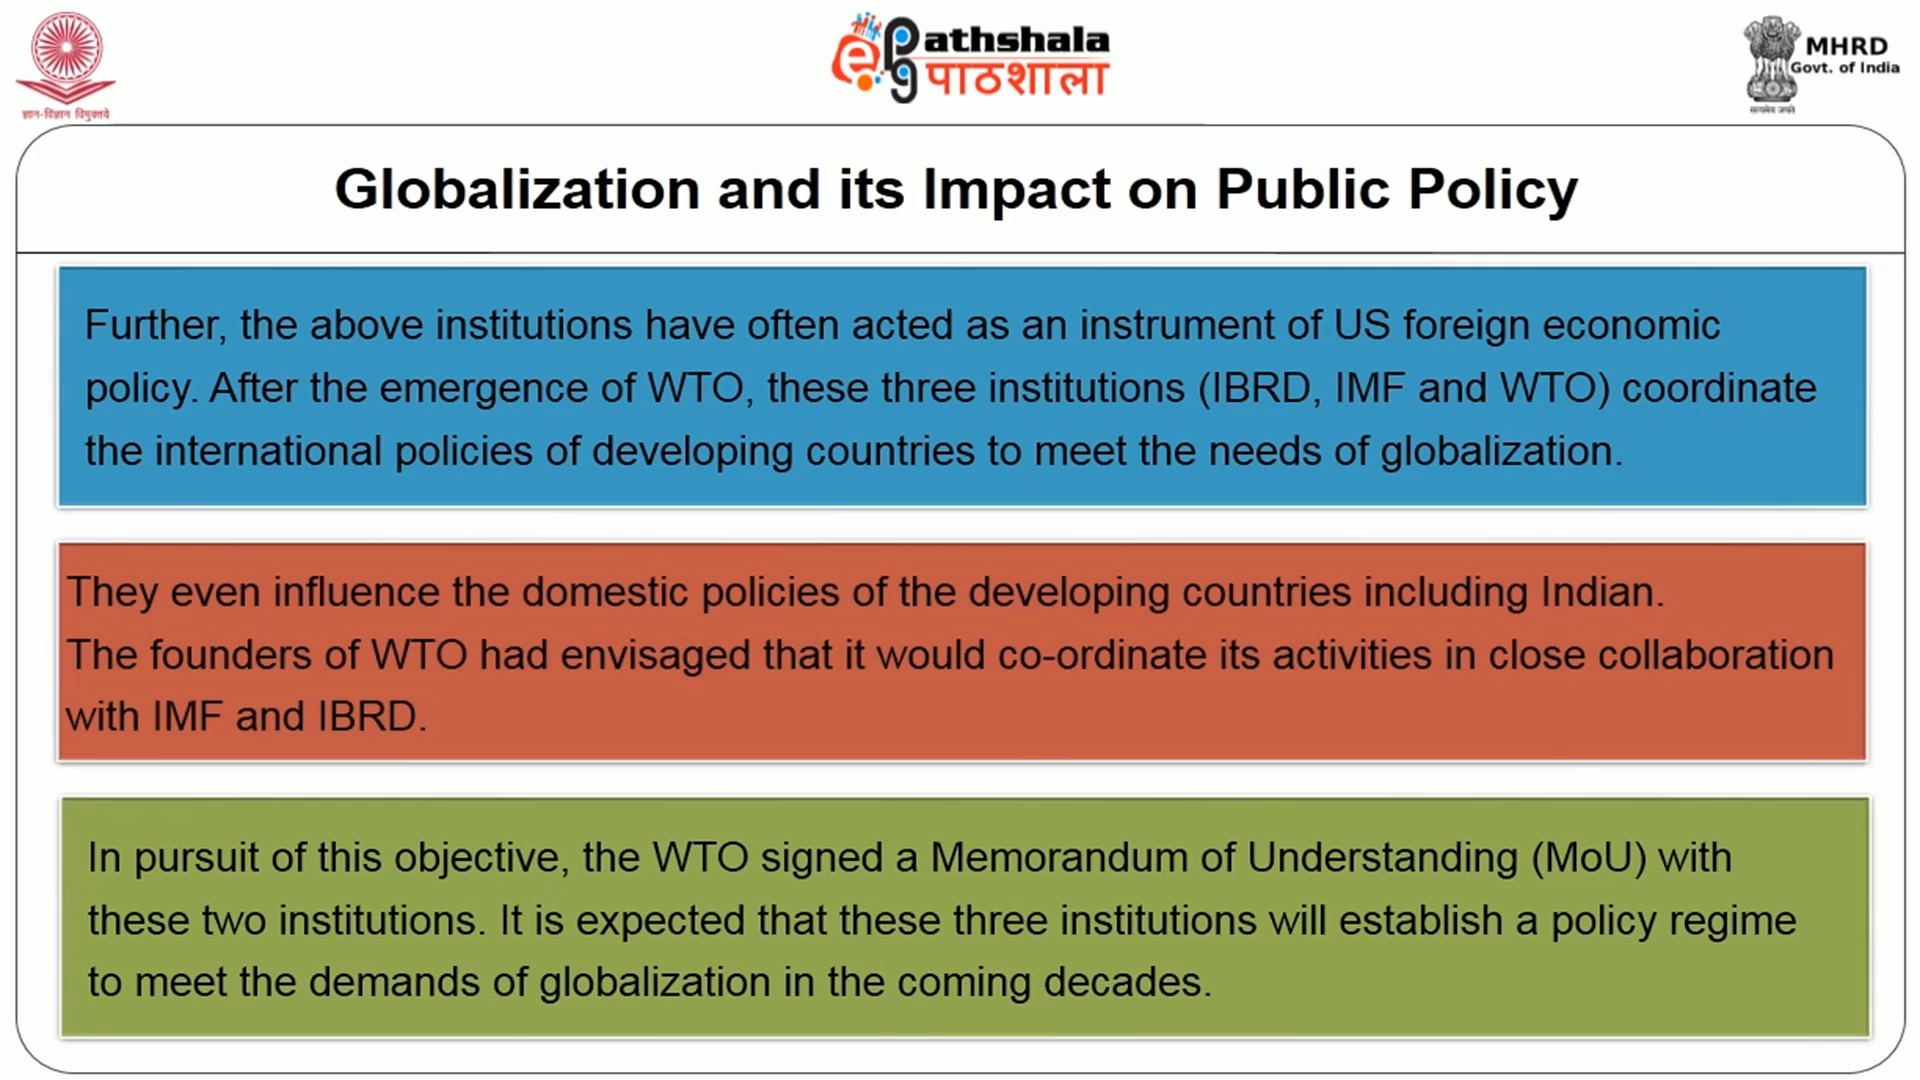 ज्ञान-विज्ञान विमुक्तये
ePG Pathshala
पाठशाला
MHRD
Govt. of India
सत्यमेव जयते
Globalization and its Impact on Public Policy
Further, the above institutions have often acted as an instrument of US foreign economic
policy. After the emergence of WTO, these three institutions (IBRD, IMF and WTO) coordinate
the international policies of developing countries to meet the needs of globalization.
They even influence the domestic policies of the developing countries including Indian.
The founders of WTO had envisaged that it would co-ordinate its activities in close collaboration
with IMF and IBRD.
In pursuit of this objective, the WTO signed a Memorandum of Understanding (MoU) with
these two institutions. It is expected that these three institutions will establish a policy regime
to meet the demands of globalization in the coming decades.